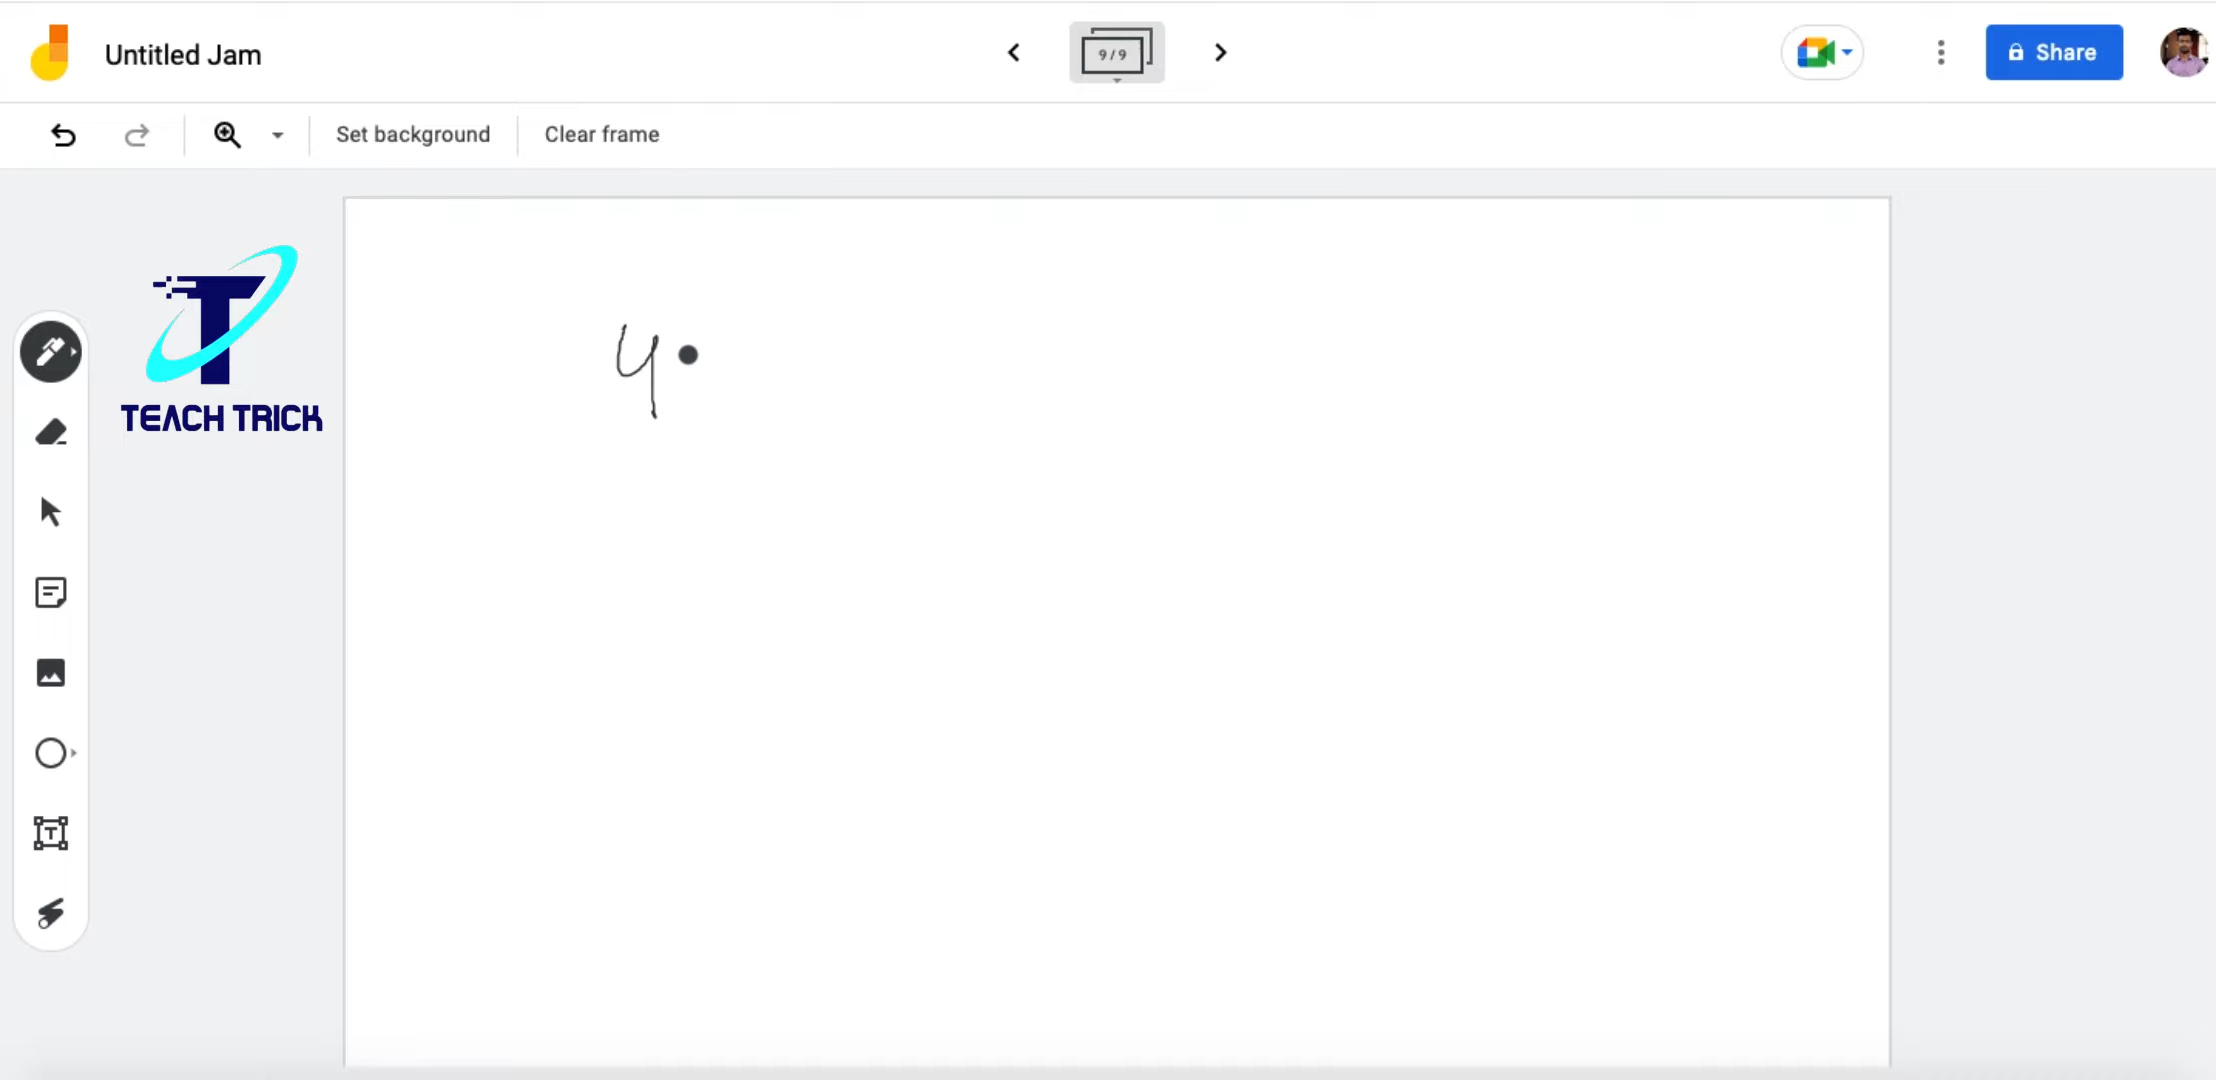 Untitled Jam
9/9
Share
Set background
Clear frame
TEACH TRICK
4